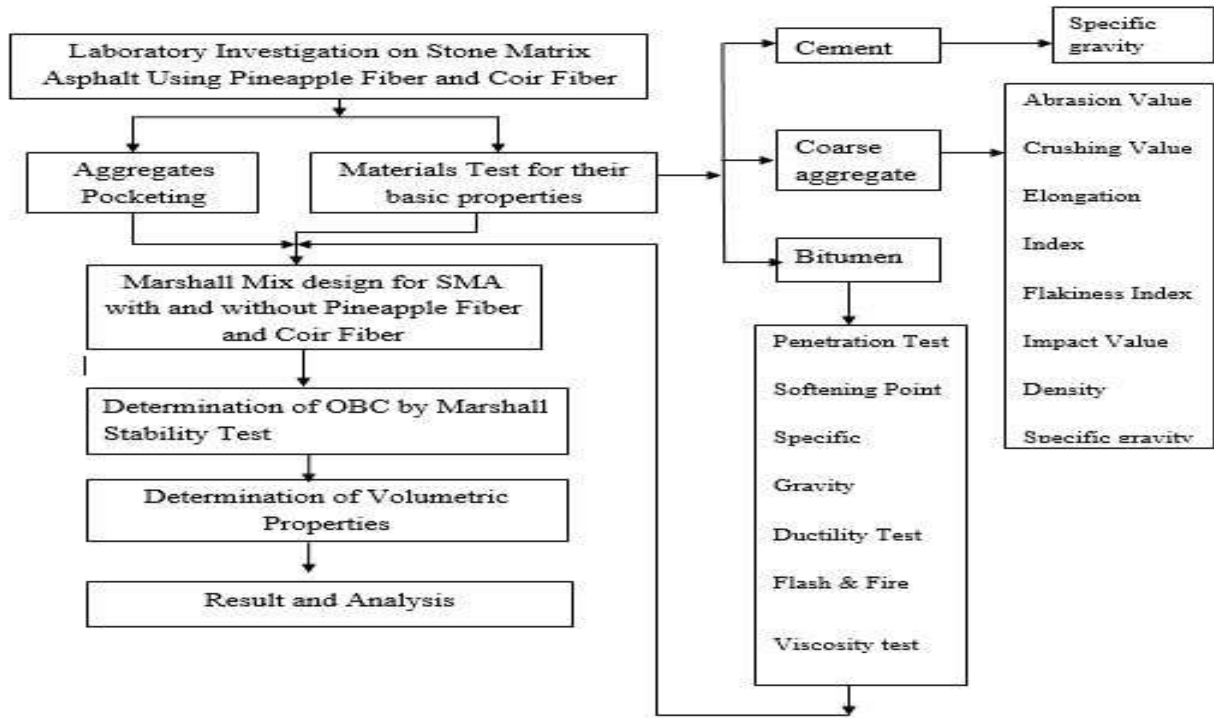 Laboratory Investigation on Stone Matrix
Asphalt Using Pineapple Fiber and Coir Fiber
Aggregates
Pocketing
Materials Test for their
basic properties
Marshall Mix design for SMA
with and without Pineapple Fiber
and Coir Fiber
Determination of OBC by Marshall
Stability Test
Determination of Volumetric
Properties
Result and Analysis
Cement
Specific
gravity
Coarse
aggregate
Abrasion Value
Crushing Value
Elongation
Index
Flakiness Index
Impact Value
Density
Specific gravity
Bitumen
Penetration Test
Softening Point
Specific
Gravity
Ductility Test
Flash & Fire
Viscosity test